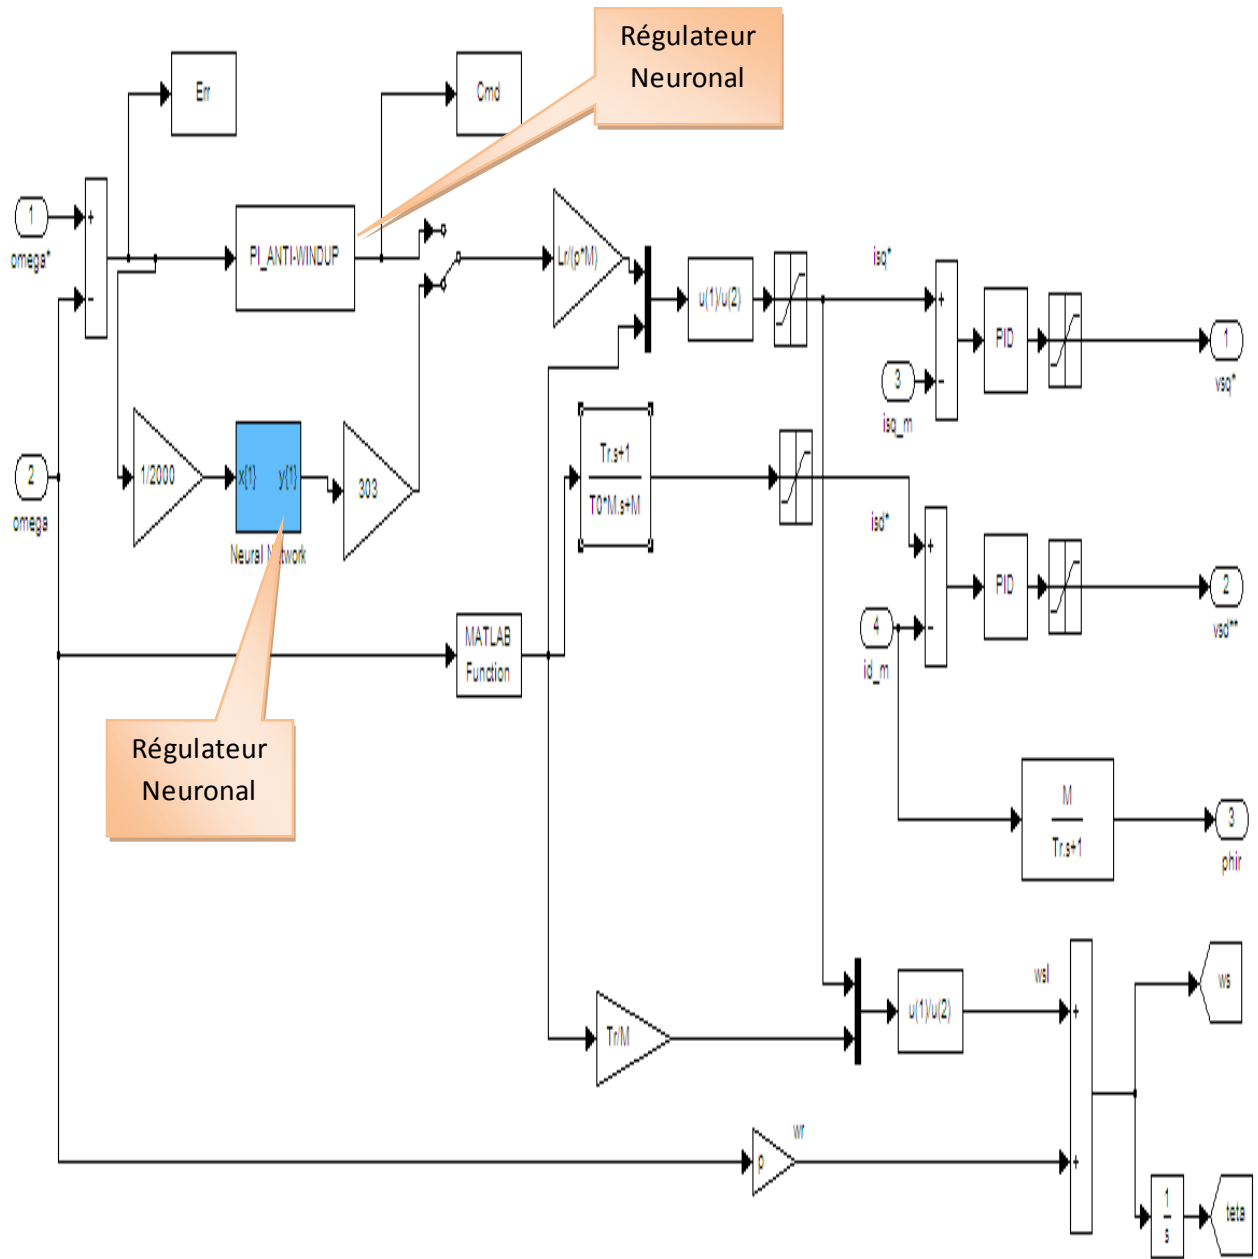 Régulateur
Neuronal
Err
Cmd
1
+
omega*
-
PI_ANTI-WINDUP
Lr/(p*M)
u(1)/u(2)
isq*
+
-
PID
1
vsq*
3
isq_m
2
omega
1/2000
x{1} y{1}
Neural Network
303
Tr.s+1
T0*M.s+M
isd*
+
-
PID
2
vsd**
4
id_m
MATLAB
Function
Régulateur
Neuronal
M
Tr.s+1
3
phir
Tr/M
u(1)/u(2)
wsl
+
+
ws
p
wr
1
s
teta